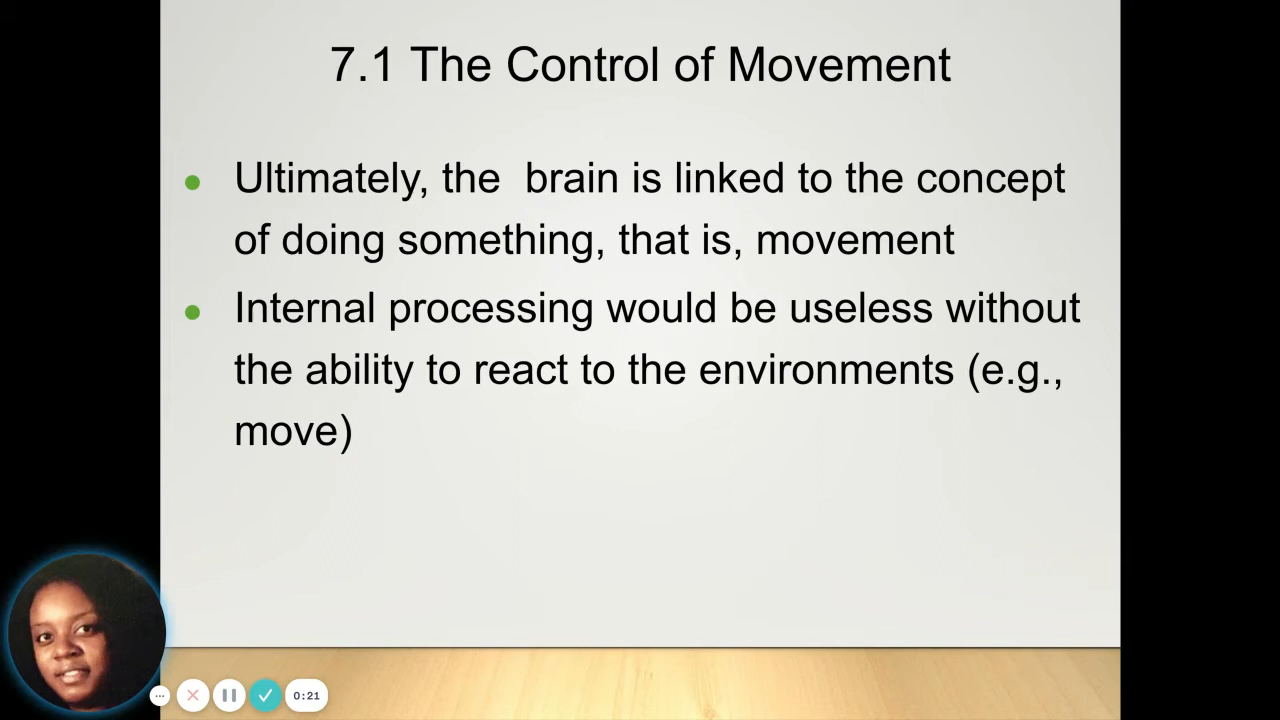 7.1 The Control of Movement
Ultimately, the  brain is linked to the concept
of doing something, that is, movement
Internal processing would be useless without
the ability to react to the environments (e.g.,
move)
0:21